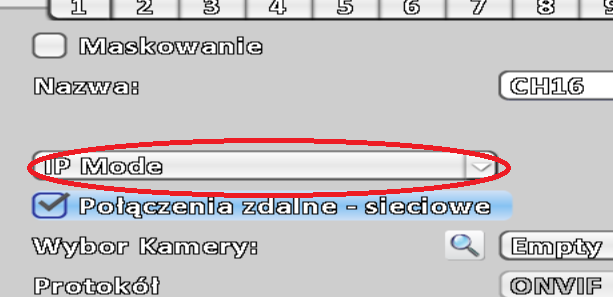 1 2 3 4 5 6 7 8
Maskowanie
Nazwa: CH16
IP Mode
Połączenia zdalne - sieciowe
Wybor Kamery: Empty
Protokół ONVIF